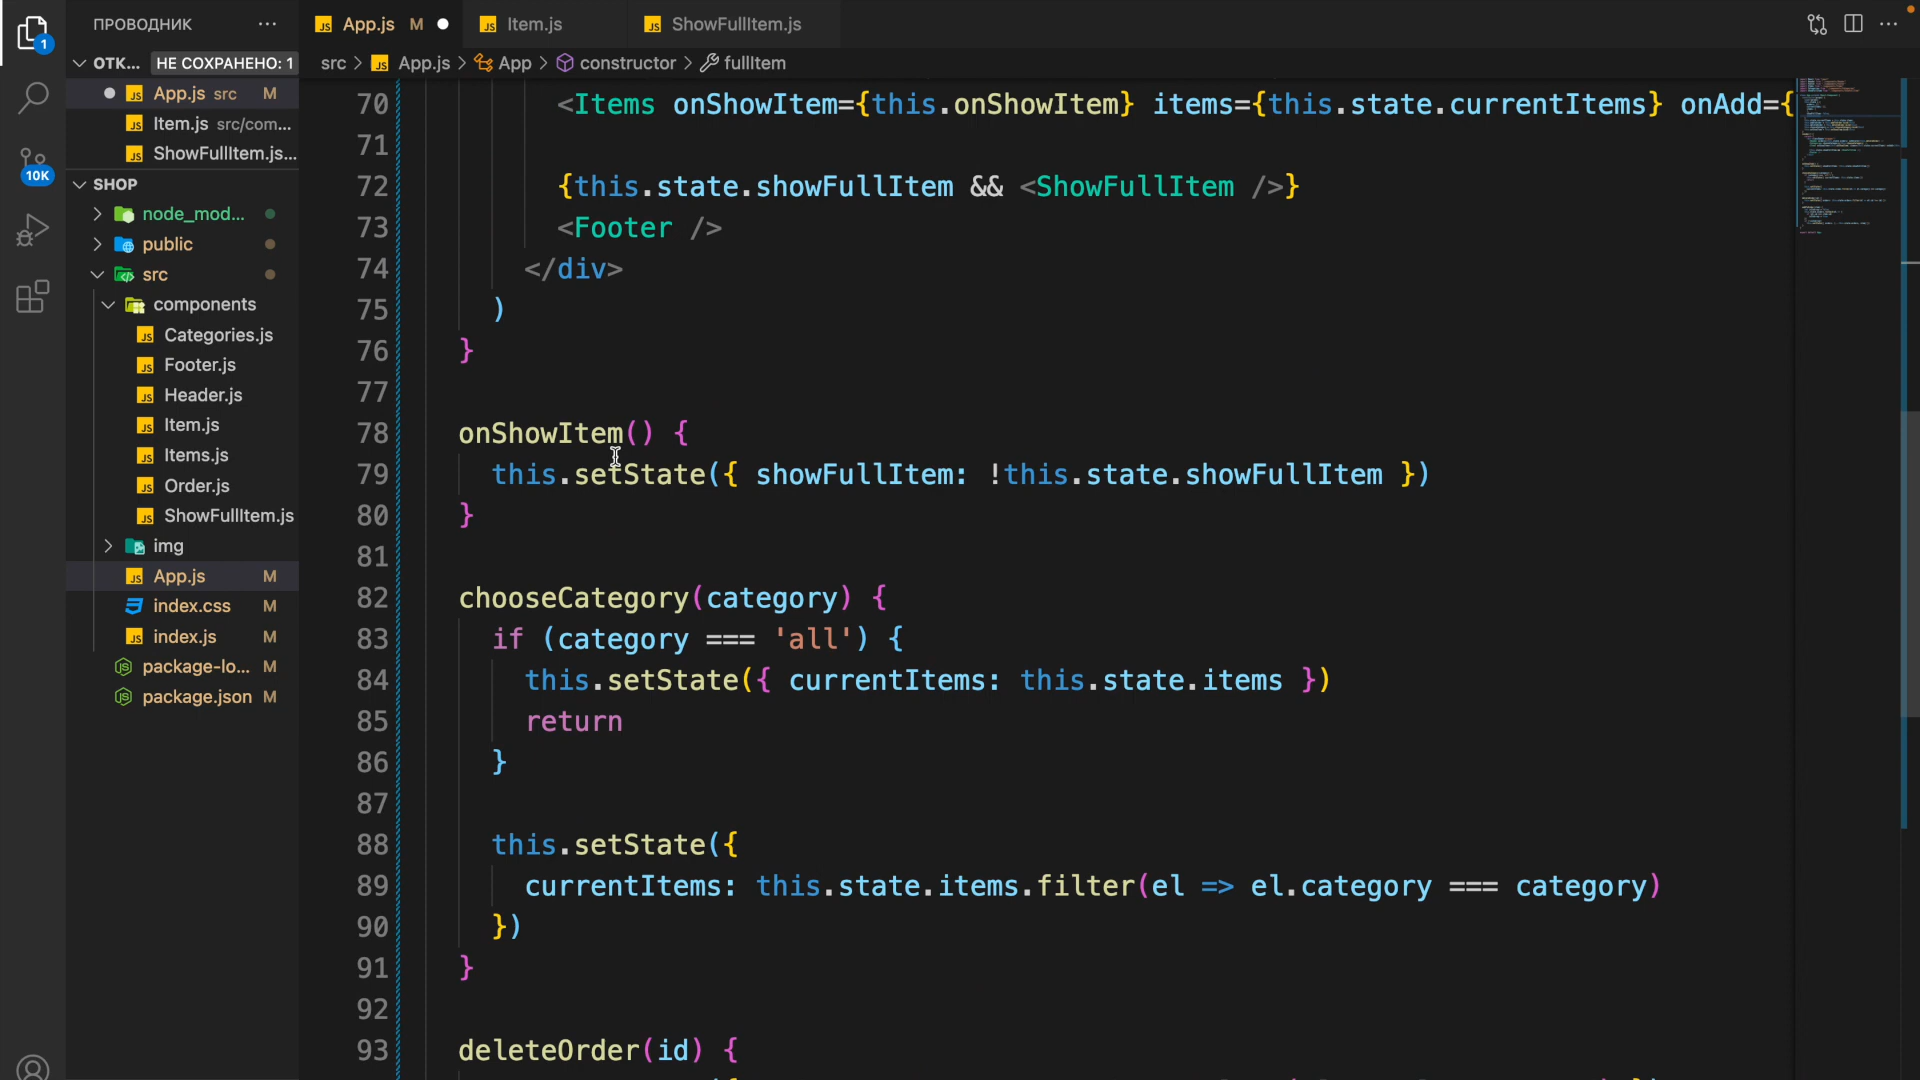 ПРОВОДНИК
ОТК... НЕ СОХРАНЕНО: 1
App.js src M
Item.js src/com...
ShowFullItem.js...
SHOP
node_mod...
public
src
components
Categories.js
Footer.js
Header.js
Item.js
Items.js
Order.js
ShowFullItem.js
img
App.js M
index.css M
index.js M
package-lo... M
package.json M
1
10K
App.js M Item.js ShowFullItem.js
src > App.js > App > constructor > fullItem
70 <Items onShowItem={this.onShowItem} items={this.state.currentItems} onAdd={
71
72 {this.state.showFullItem && <ShowFullItem />}
73 <Footer />
74 </div>
75 )
76 }
77
78 onShowItem() {
79 this.setState({ showFullItem: !this.state.showFullItem })
80 }
81
82 chooseCategory(category) {
83 if (category === 'all') {
84 this.setState({ currentItems: this.state.items })
85 return
86 }
87
88 this.setState({
89 currentItems: this.state.items.filter(el => el.category === category)
90 })
91 }
92
93 deleteOrder(id) {